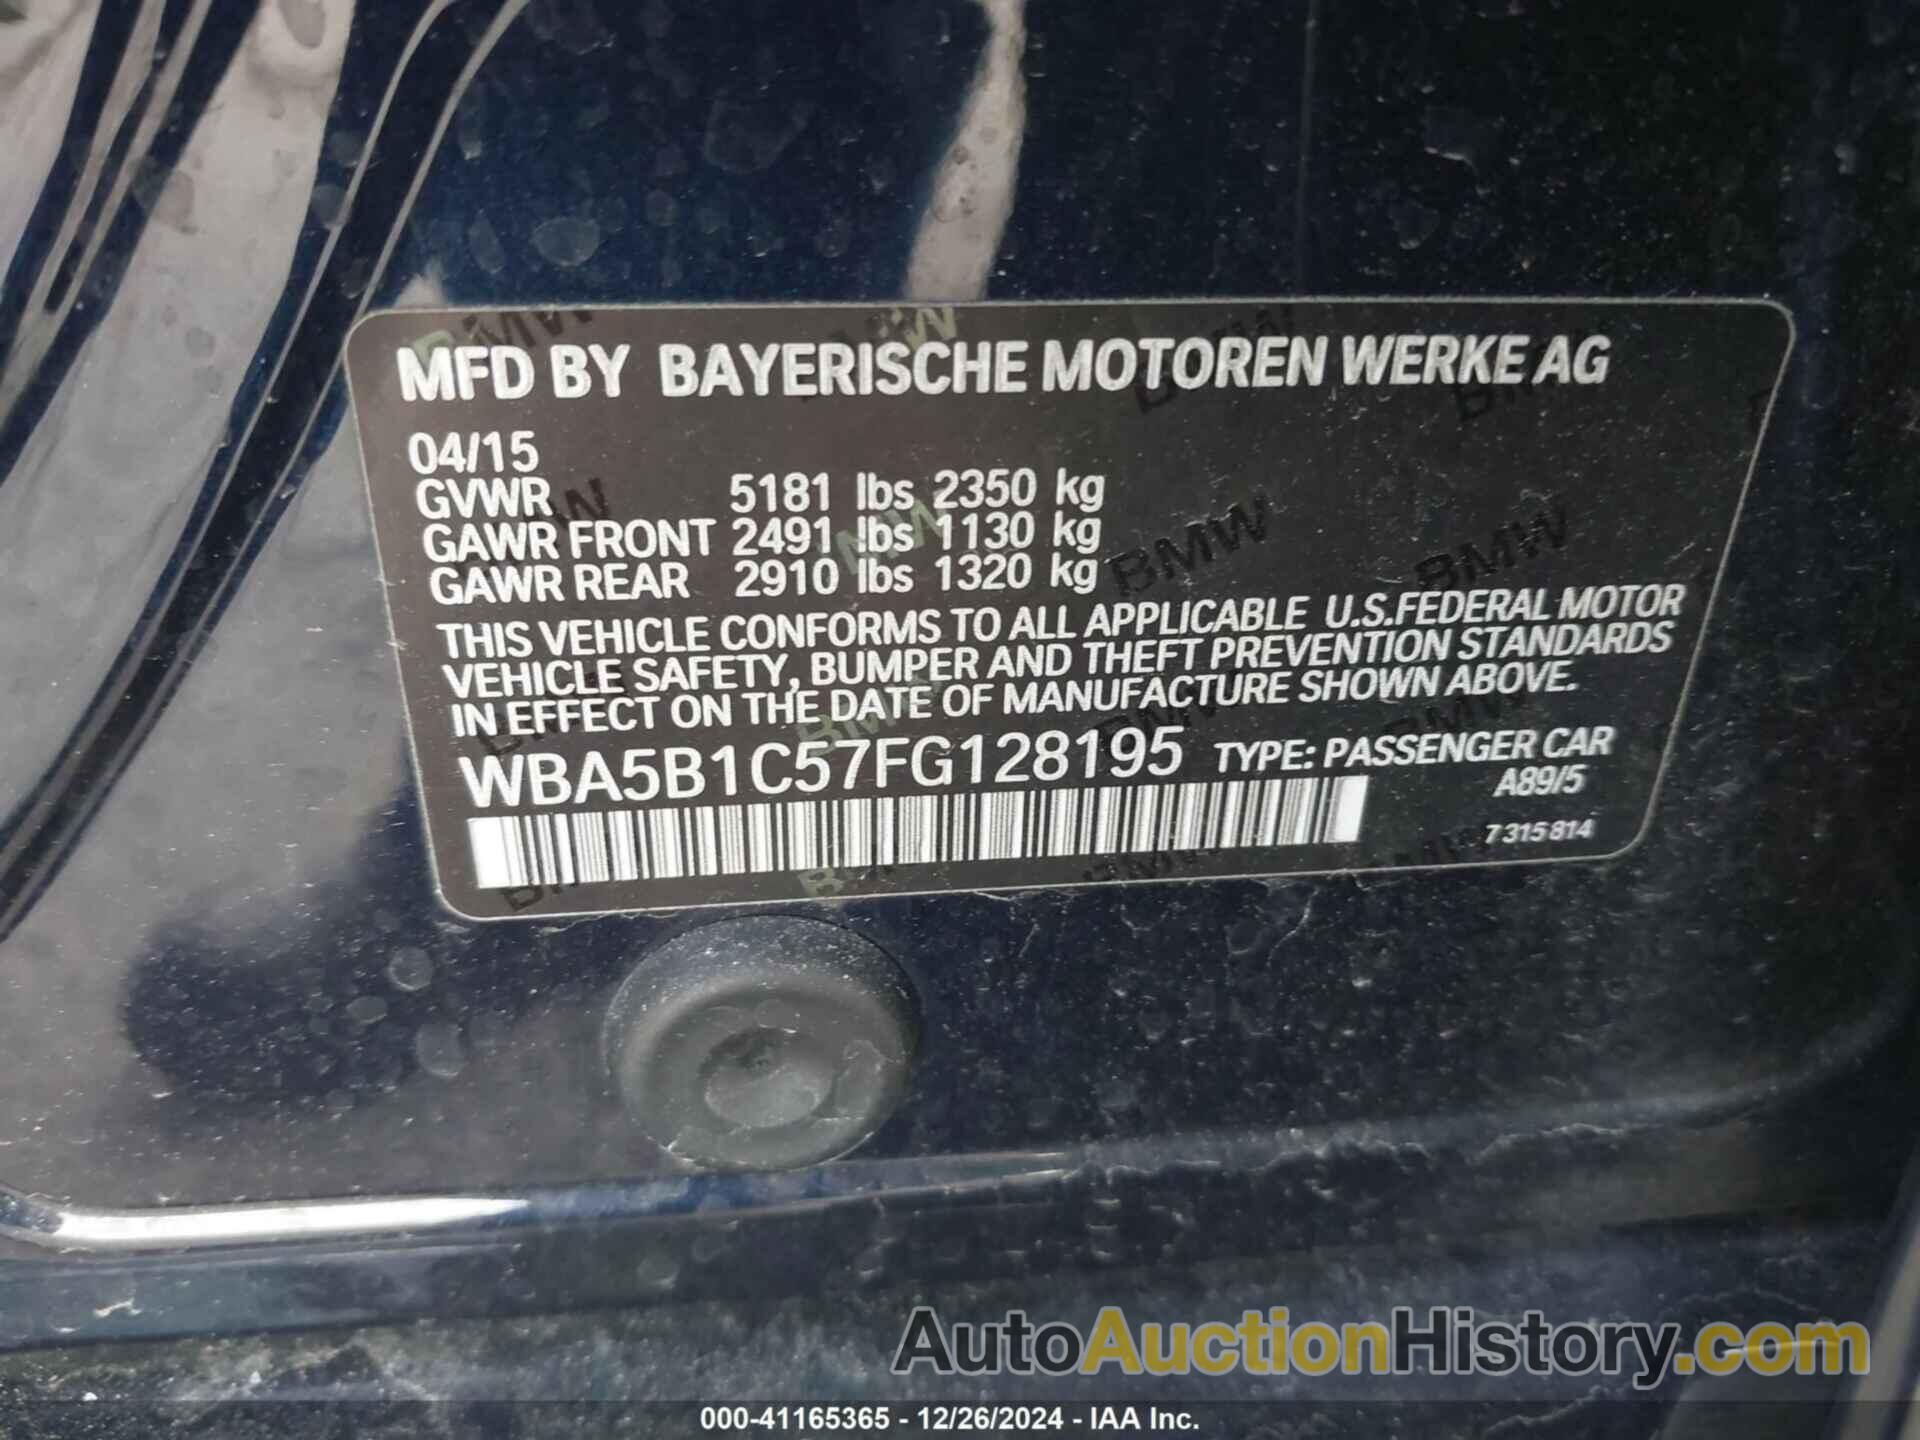 MFD BY BAYERISCHE MOTOREN WERKE AG
04/15
GVWR 5181 lbs 2350 kg
GAWR FRONT 2491 lbs 1130 kg
GAWR REAR 2910 lbs 1320 kg
THIS VEHICLE CONFORMS TO ALL APPLICABLE U.S.FEDERAL MOTOR
VEHICLE SAFETY, BUMPER AND THEFT PREVENTION STANDARDS
IN EFFECT ON THE DATE OF MANUFACTURE SHOWN ABOVE.
WBA5B1C57FG128195 TYPE: PASSENGER CAR
A89/5
7 315 814
AutoAuctionHistory.com
000-41165365 - 12/26/2024 - IAA Inc.